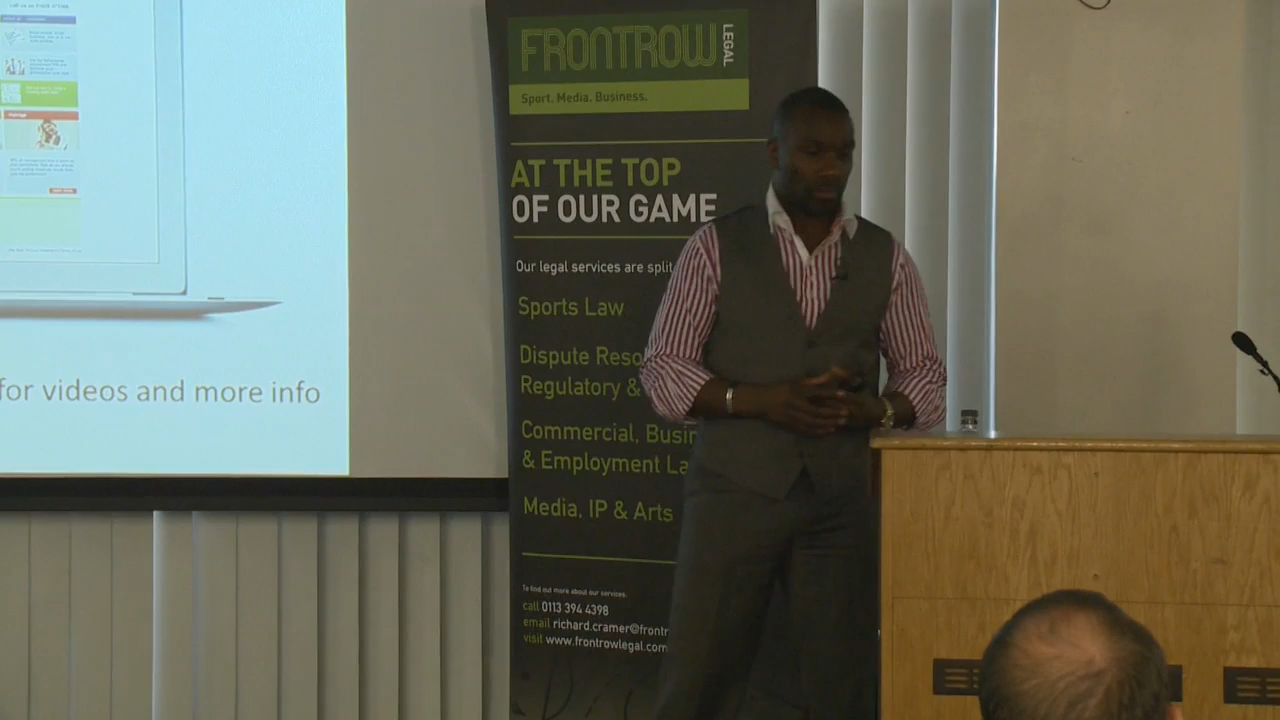 for videos and more info
FRONTROW
LEGAL
Sport. Media. Business.
AT THE TOP
OF OUR GAME
Our legal services are split
Sports Law
Dispute Reso
Regulatory &
Commercial, Busin
& Employment La
Media, IP & Arts
To find out more about our services.
call 0113 394 4398
email richard.cramer@frontr
visit www.frontrowlegal.com